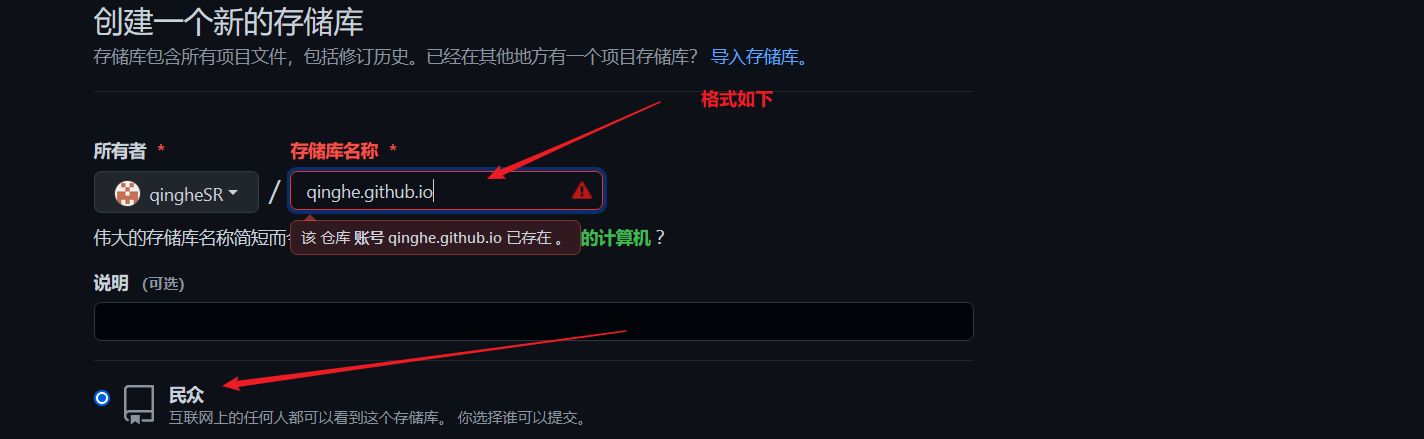 创建一个新的存储库
存储库包含所有项目文件，包括修订历史。已经在其他地方有一个项目存储库？ 导入存储库。
格式如下
所有者 * 存储库名称 *
qingheSR / qinghe.github.io
伟大的存储库名称简短而 的计算机 ？
该 仓库 账号 qinghe.github.io 已存在 。
说明 (可选)
民众
互联网上的任何人都可以看到这个存储库。 你选择谁可以提交。